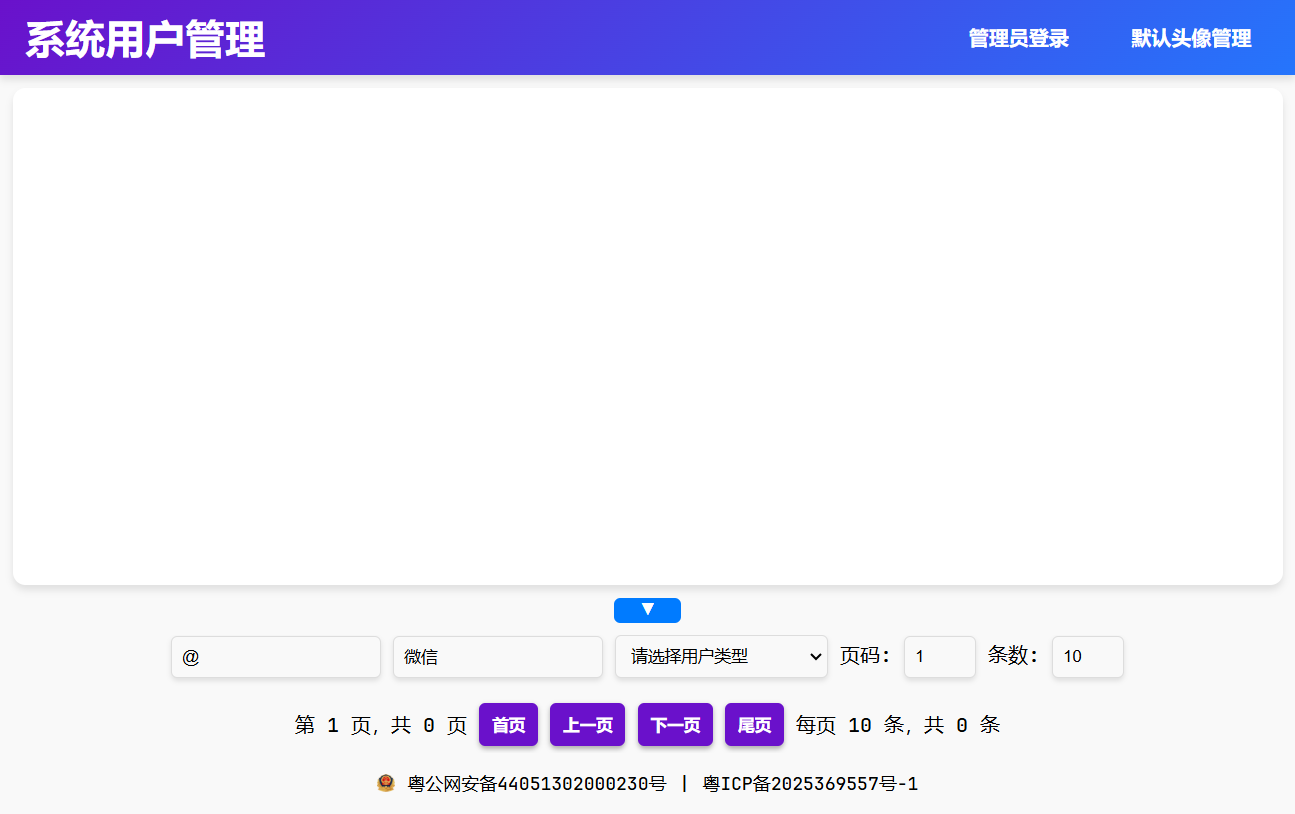 系统用户管理 管理员登录 默认头像管理
▼
@ 微信 请选择用户类型 页码: 1 条数: 10
第 1 页, 共 0 页 首页 上一页 下一页 尾页 每页 10 条, 共 0 条
粤公网安备44051302000230号 | 粤ICP备2025369557号-1